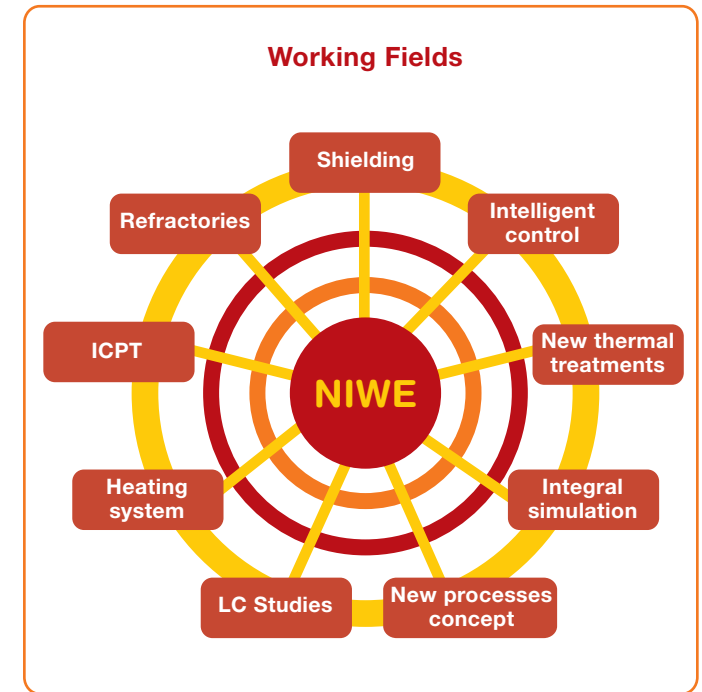 Working Fields
Shielding
Refractories
Intelligent
control
ICPT
New thermal
treatments
NIWE
Heating
system
Integral
simulation
LC Studies
New processes
concept